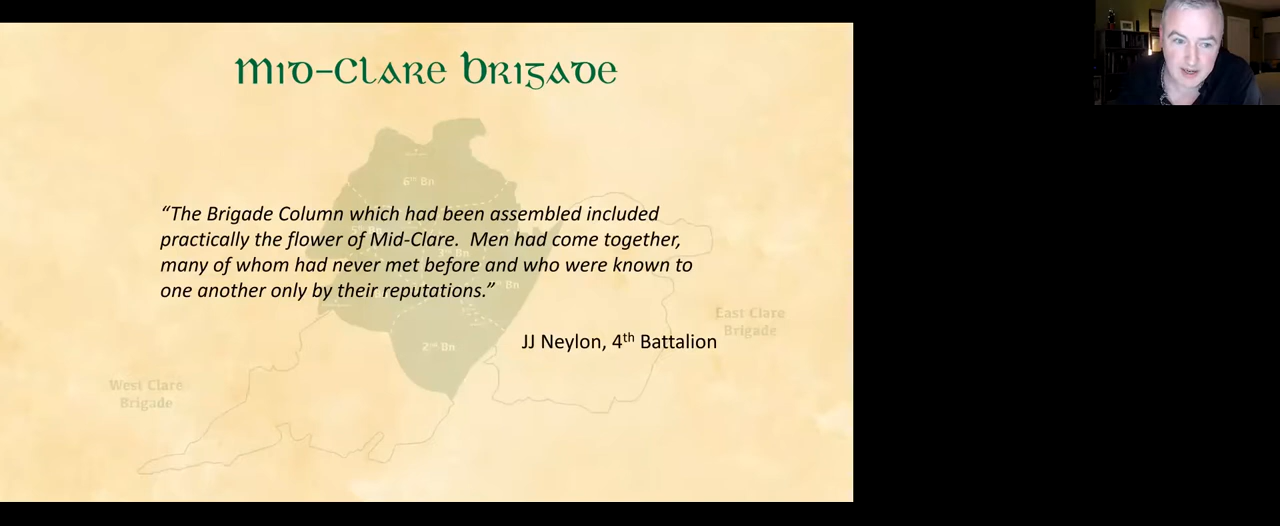 Mid-Clare Brigade
6th Bn
“The Brigade Column which had been assembled included
practically the flower of Mid-Clare. Men had come together,
many of whom had never met before and who were known to
one another only by their reputations.”
Bn
East Clare
Brigade
JJ Neylon, 4th Battalion
2nd Bn
West Clare
Brigade